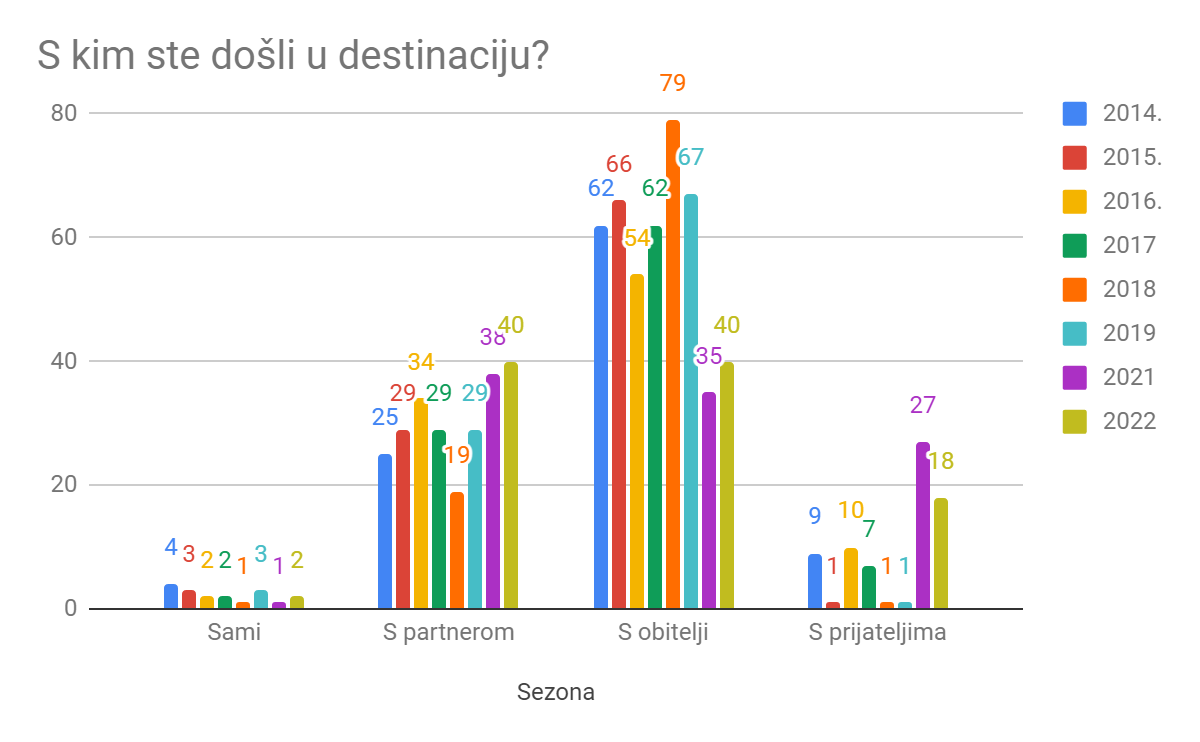 S kim ste došli u destinaciju?
80
60
40
20
0
4 3 2 2 1 3 1 2
25 29 34 29 19 29 38 40
62 66 54 62 79 67 35 40
9 1 10 7 1 1 27 18
Sami S partnerom S obitelji S prijateljima
Sezona
2014.
2015.
2016.
2017
2018
2019
2021
2022